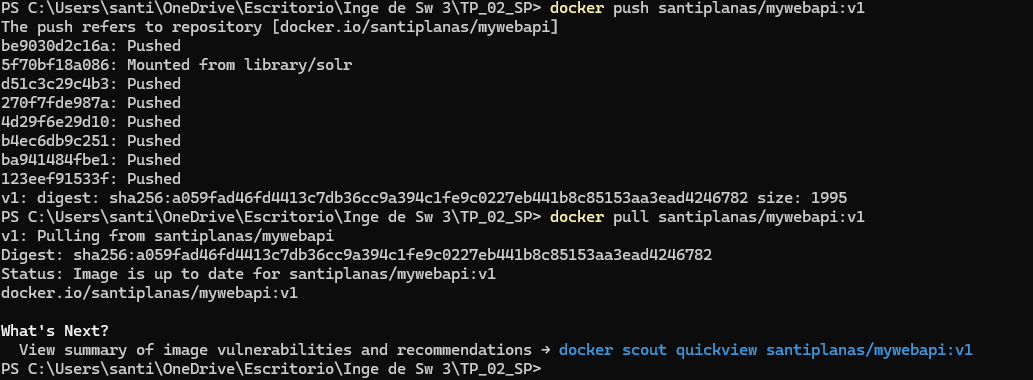 PS C:\Users\santi\OneDrive\Escritorio\Inge de Sw 3\TP_02_SP> docker push santiplanas/mywebapi:v1
The push refers to repository [docker.io/santiplanas/mywebapi]
be9030d2c16a: Pushed
5f70bf18a086: Mounted from library/solr
d51c3c29c4b3: Pushed
270f7fde987a: Pushed
4d29f6e29d10: Pushed
b4ec6db9c251: Pushed
ba941484fbe1: Pushed
123eef91533f: Pushed
v1: digest: sha256:a059fad46fd4413c7db36cc9a394c1fe9c0227eb441b8c85153aa3ead4246782 size: 1995
PS C:\Users\santi\OneDrive\Escritorio\Inge de Sw 3\TP_02_SP> docker pull santiplanas/mywebapi:v1
v1: Pulling from santiplanas/mywebapi
Digest: sha256:a059fad46fd4413c7db36cc9a394c1fe9c0227eb441b8c85153aa3ead4246782
Status: Image is up to date for santiplanas/mywebapi:v1
docker.io/santiplanas/mywebapi:v1
What's Next?
View summary of image vulnerabilities and recommendations → docker scout quickview santiplanas/mywebapi:v1
PS C:\Users\santi\OneDrive\Escritorio\Inge de Sw 3\TP_02_SP>